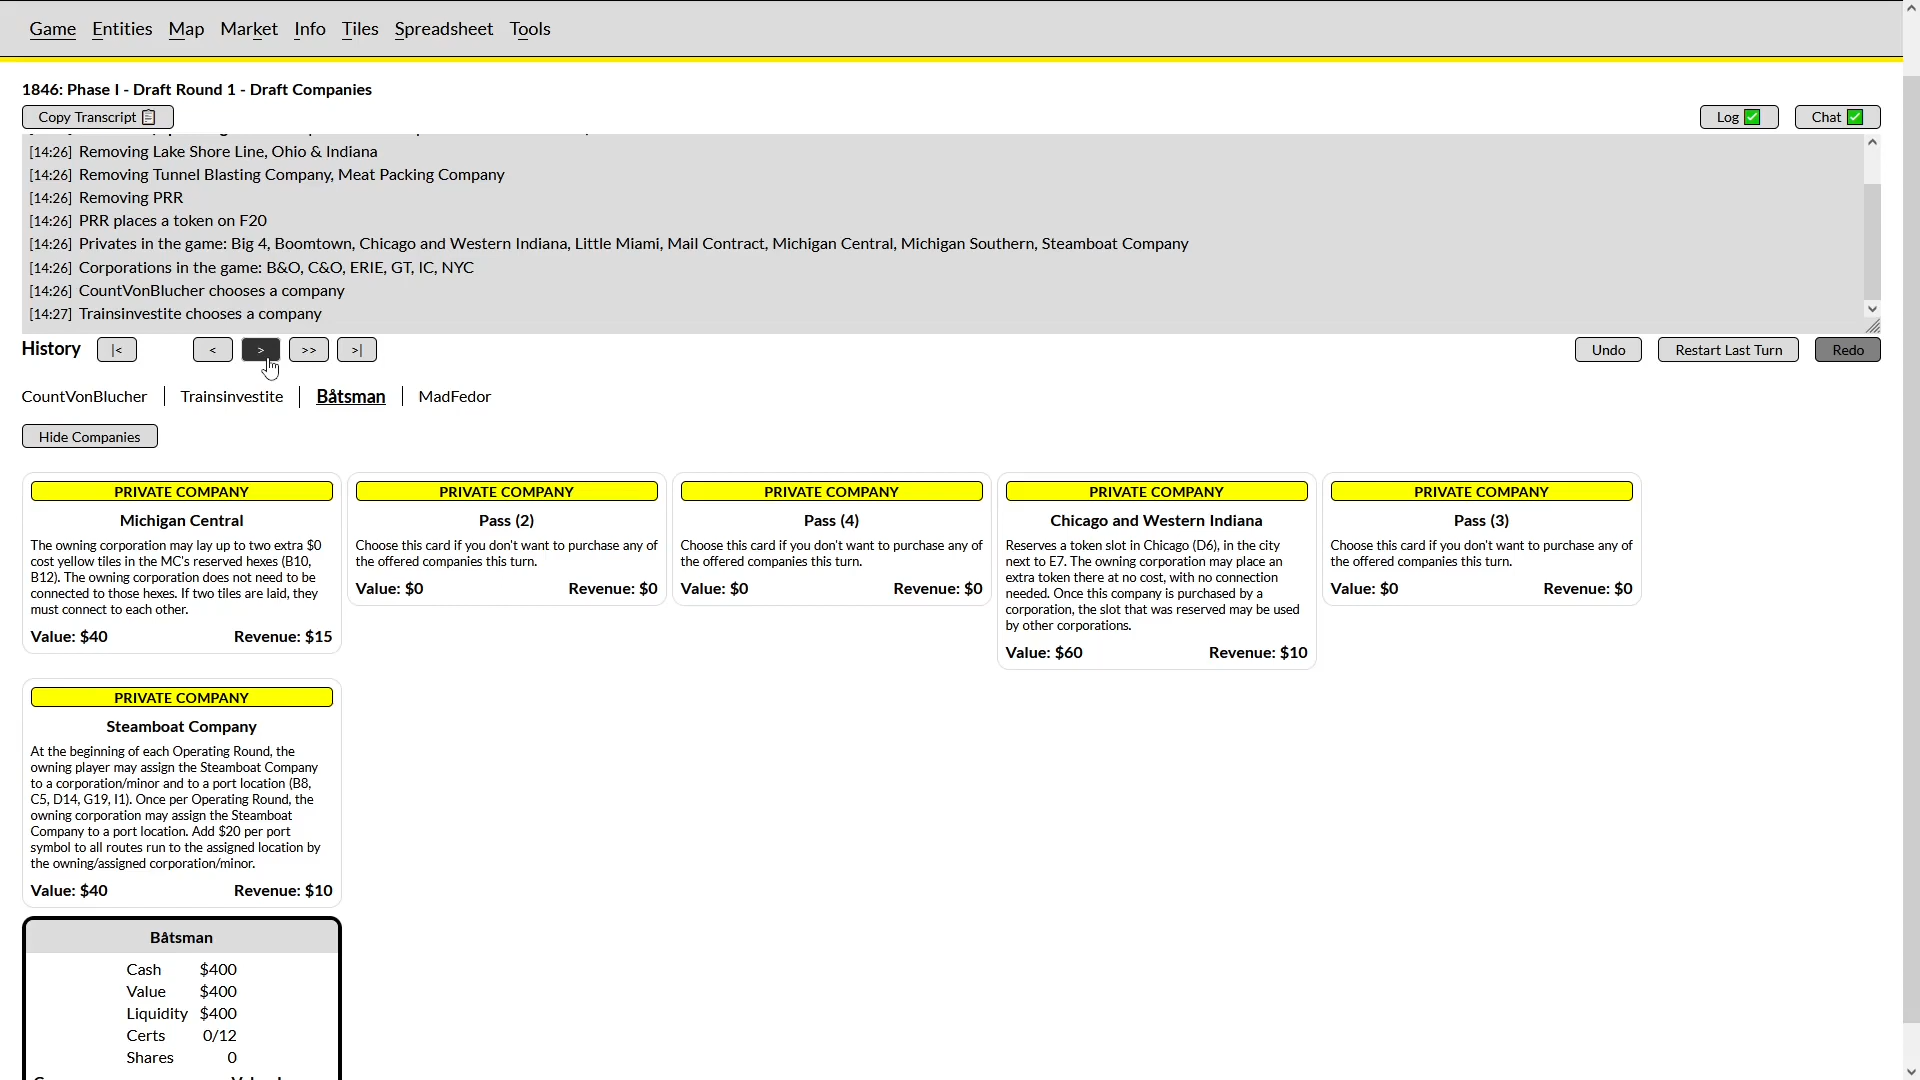 Game Entities Map Market Info Tiles Spreadsheet Tools
1846: Phase I - Draft Round 1 - Draft Companies
Copy Transcript
Log
Chat
[14:26] Removing Lake Shore Line, Ohio & Indiana
[14:26] Removing Tunnel Blasting Company, Meat Packing Company
[14:26] Removing PRR
[14:26] PRR places a token on F20
[14:26] Privates in the game: Big 4, Boomtown, Chicago and Western Indiana, Little Miami, Mail Contract, Michigan Central, Michigan Southern, Steamboat Company
[14:26] Corporations in the game: B&O, C&O, ERIE, GT, IC, NYC
[14:26] CountVonBlucher chooses a company
[14:27] Trainsinvestite chooses a company
History |< < > >> >| Undo Restart Last Turn Redo
CountVonBlucher Trainsinvestite Båtsman MadFedor
Hide Companies
PRIVATE COMPANY
Michigan Central
The owning corporation may lay up to two extra $0
cost yellow tiles in the MC's reserved hexes (B10,
B12). The owning corporation does not need to be
connected to those hexes. If two tiles are laid, they
must connect to each other.
Value: $40 Revenue: $15
PRIVATE COMPANY
Pass (2)
Choose this card if you don't want to purchase any of
the offered companies this turn.
Value: $0 Revenue: $0
PRIVATE COMPANY
Pass (4)
Choose this card if you don't want to purchase any of
the offered companies this turn.
Value: $0 Revenue: $0
PRIVATE COMPANY
Chicago and Western Indiana
Reserves a token slot in Chicago (D6), in the city
next to E7. The owning corporation may place an
extra token there at no cost, with no connection
needed. Once this company is purchased by a
corporation, the slot that was reserved may be used
by other corporations.
Value: $60 Revenue: $10
PRIVATE COMPANY
Pass (3)
Choose this card if you don't want to purchase any of
the offered companies this turn.
Value: $0 Revenue: $0
PRIVATE COMPANY
Steamboat Company
At the beginning of each Operating Round, the
owning player may assign the Steamboat Company
to a corporation/minor and to a port location (B8,
C5, D14, G19, I1). Once per Operating Round, the
owning corporation may assign the Steamboat
Company to a port location. Add $20 per port
symbol to all routes run to the assigned location by
the owning/assigned corporation/minor.
Value: $40 Revenue: $10
Båtsman
Cash $400
Value $400
Liquidity $400
Certs 0/12
Shares 0